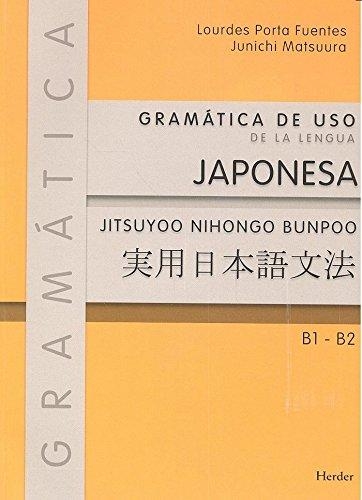 Lourdes Porta Fuentes
Junichi Matsuura
GRAMÁTICA
GRAMÁTICA DE USO
DE LA LENGUA
JAPONESA
JITSUYOO NIHONGO BUNPOO
実用日本語文法
B1 - B2
Herder